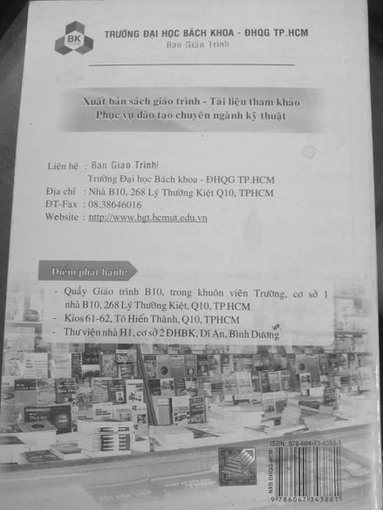 BK
TRƯỜNG ĐẠI HỌC BÁCH KHOA - ĐHQG TP.HCM
Ban Giao Trình
Xuất bản sách giáo trình - Tài liệu tham khảo
Phục vụ đào tạo chuyên ngành kỹ thuật
Liên hệ : Ban Giao Trình
Trường Đại học Bách khoa - ĐHQG TP.HCM
Địa chỉ : Nhà B10, 268 Lý Thường Kiệt Q10, TPHCM
ĐT-Fax : 08.38646016
Website : http://www.bgt.hcmut.edu.vn
Điểm phát hành:
- Quầy Giáo trình B10, trong khuôn viên Trường, cơ sở 1
nhà B10, 268 Lý Thường Kiệt, Q10, TP.HCM
- Kios 61-62, Tô Hiến Thành, Q10, TPHCM
- Thư viện nhà H1, cơ sở 2 ĐHBK, Dĩ An, Bình Dương
ISBN: 978-604-73-4388-1
9 786047 343881